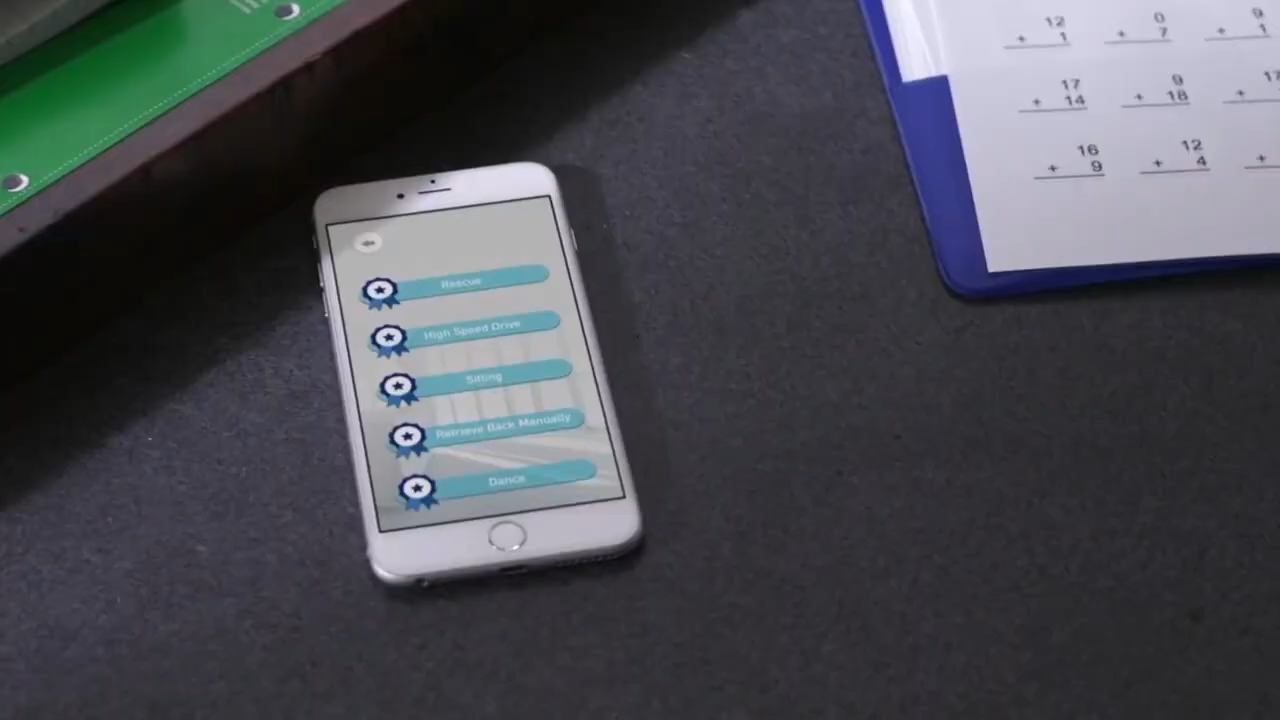 Rescue
High Speed Drive
Sitting
Retrieve Back Manually
Dance
12 0 9
+ 1 + 7 + 1
17 9 17
+ 14 + 18 +
16 12
+ 9 + 4 +